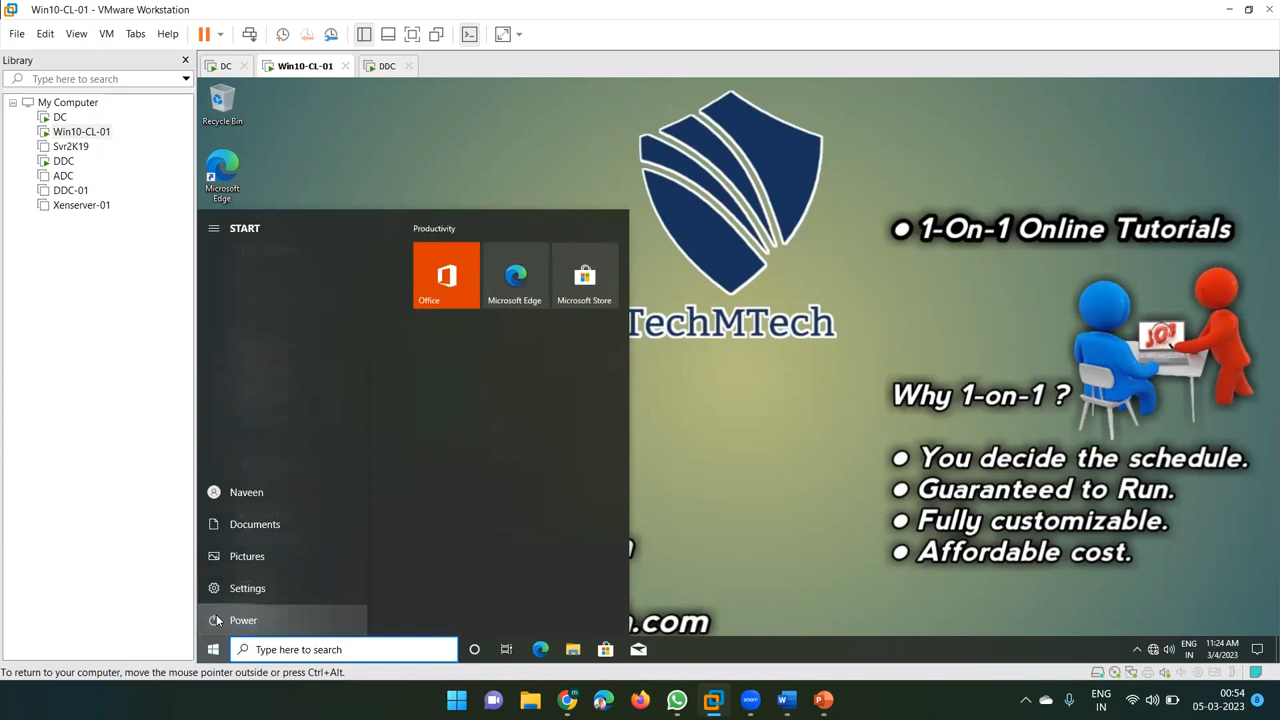 Win10-CL-01 - VMware Workstation
File Edit View VM Tabs Help
Library
Type here to search
My Computer
DC
Win10-CL-01
Svr2K19
DDC
ADC
DDC-01
Xenserver-01
DC Win10-CL-01 DDC
Recycle Bin
Microsoft
Edge
START
Productivity
Office Microsoft Edge Microsoft Store
Naveen
Documents
Pictures
Settings
Power
TechMTech
1-On-1 Online Tutorials
JOB
Why 1-on-1 ?
You decide the schedule.
Guaranteed to Run.
Fully customizable.
Affordable cost.
.com
Type here to search
ENG
IN
11:24 AM
3/4/2023
To return to your computer, move the mouse pointer outside or press Ctrl+Alt.
ENG
IN
00:54
05-03-2023